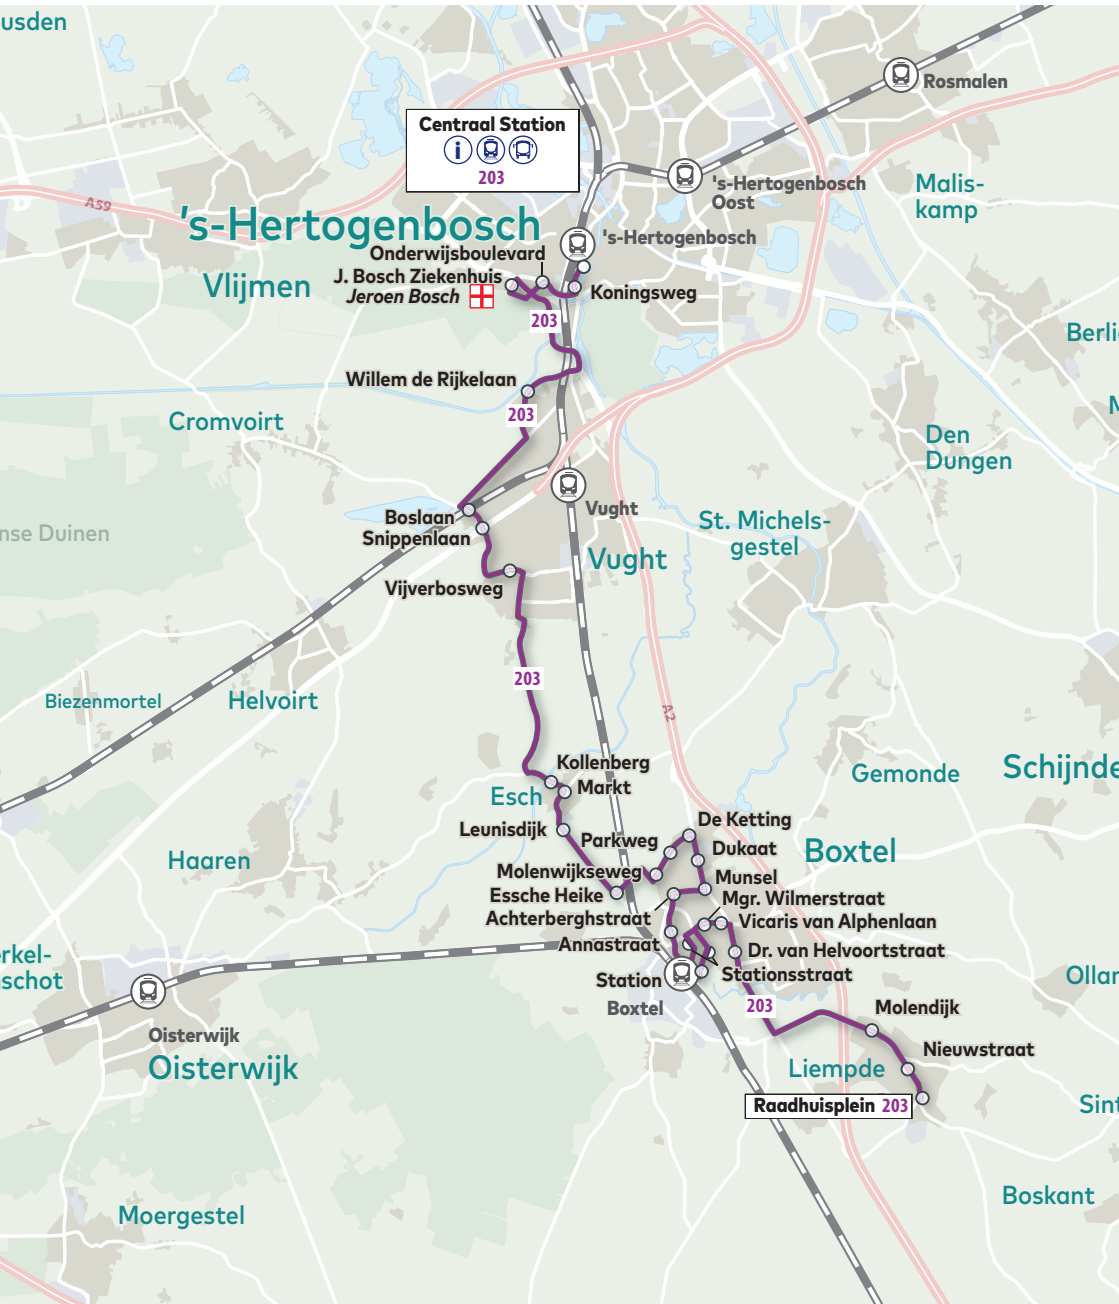 usden
Rosmalen
Centraal Station
i
203
's-Hertogenbosch
Oost
Malis-
kamp
A59
's-Hertogenbosch
's-Hertogenbosch
Onderwijsboulevard
J. Bosch Ziekenhuis
Jeroen Bosch
Vlijmen
Koningsweg
203
Berli
Willem de Rijkelaan
203
Cromvoirt
M
Den
Dungen
Boslaan
Snippenlaan
Vught
St. Michels-
gestel
nse Duinen
Vught
Vijverbosweg
203
Biezenmortel
Helvoirt
A2
Kollenberg
Markt
Esch
Gemonde
Schijnde
Leunisdijk
Parkweg
De Ketting
Dukaat
Boxtel
Haaren
Molenwijkseweg
Munsel
Essche Heike
Mgr. Wilmerstraat
Achterberghstraat
Vicaris van Alphenlaan
Annastraat
Dr. van Helvoortstraat
erkel-
schot
Station
Stationsstraat
Ollar
Boxtel
203
Molendijk
Oisterwijk
Oisterwijk
Nieuwstraat
Liempde
Raadhuisplein 203
Sint
Boskant
Moergestel